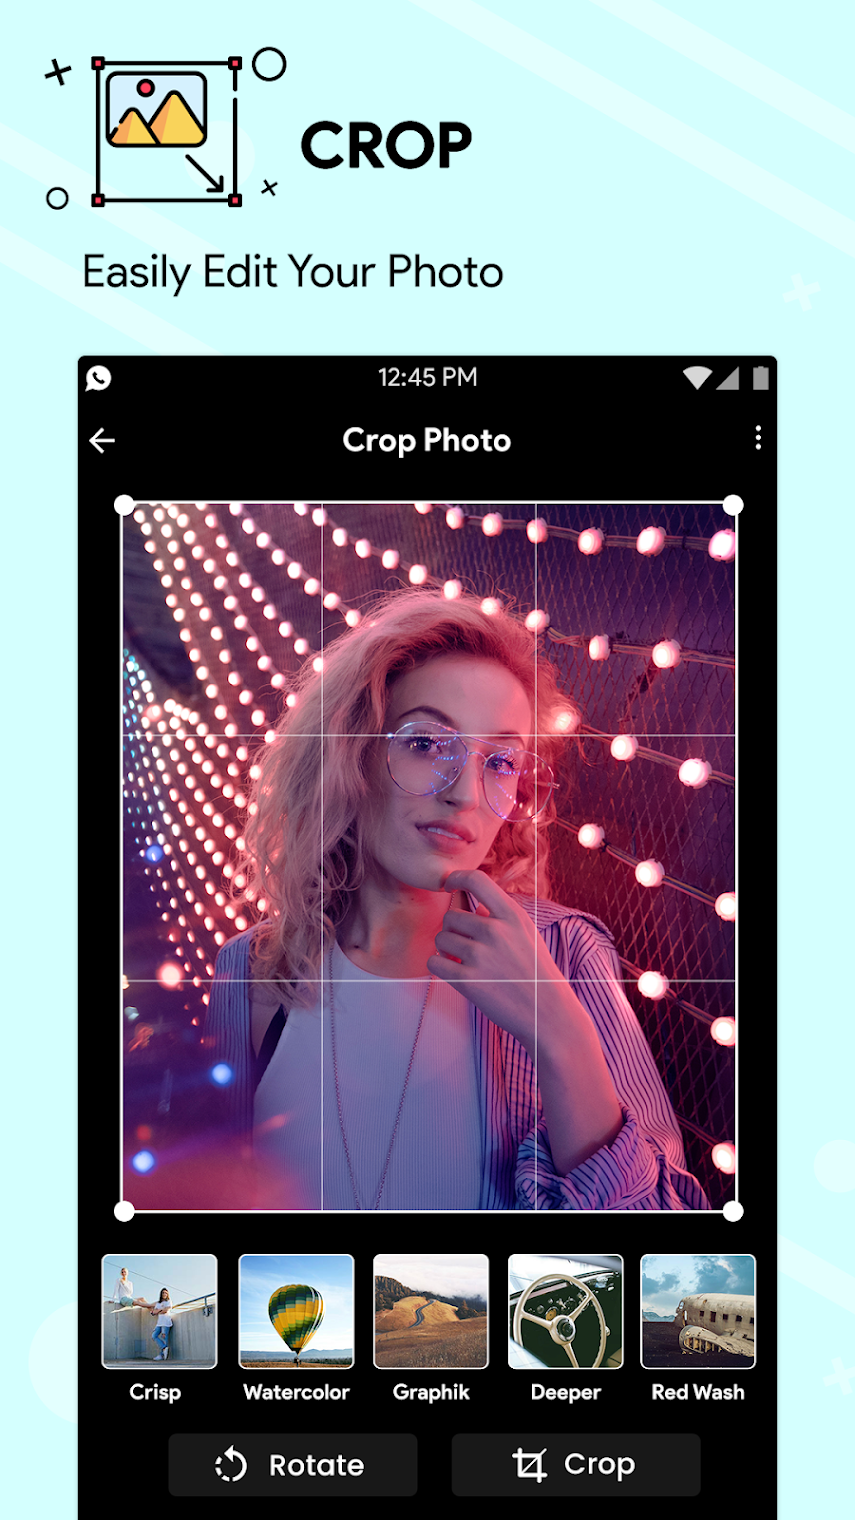 CROP
Easily Edit Your Photo
12:45 PM
Crop Photo
Crisp
Watercolor
Graphik
Deeper
Red Wash
Rotate
Crop